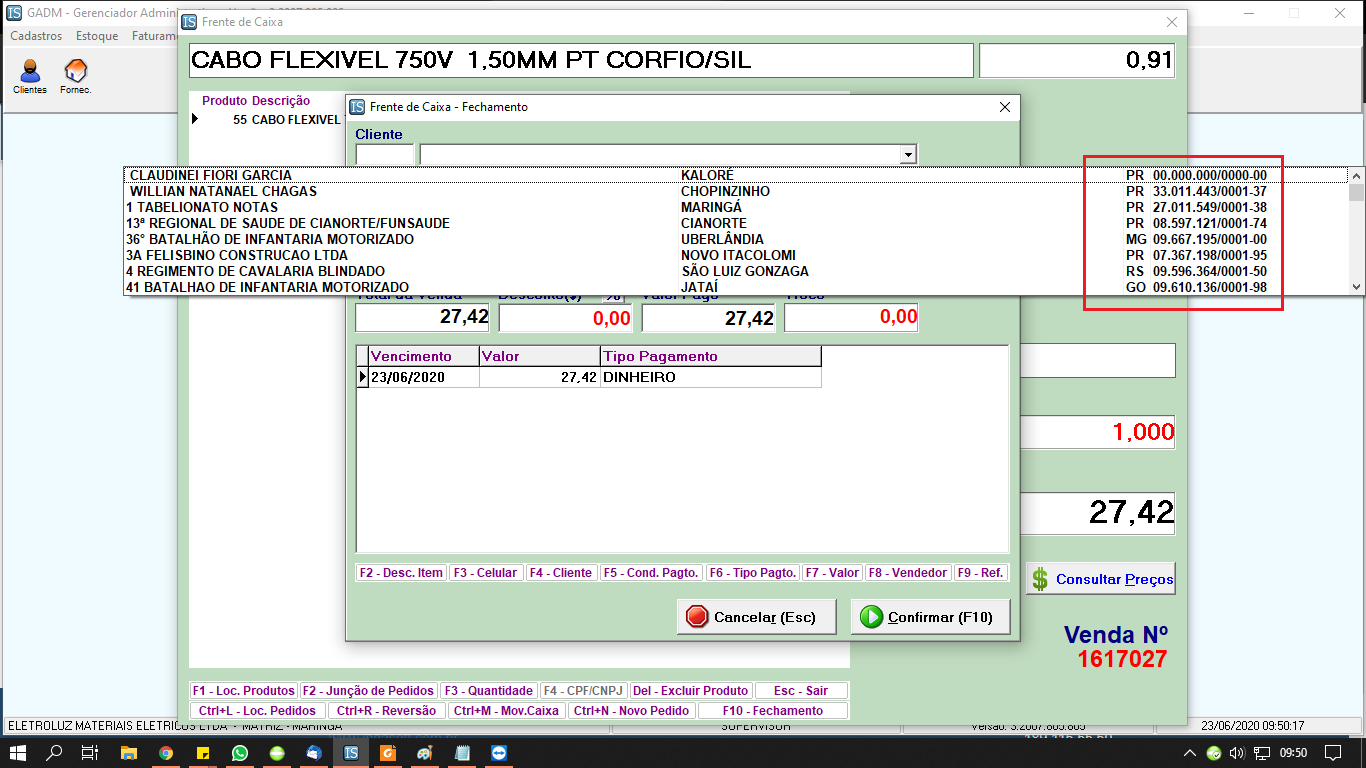 GADM - Gerenciador Admini
Frente de Caixa
Cadastros Estoque Faturam
Clientes Fornec.
CABO FLEXIVEL 750V 1,50MM PT CORFIO/SIL 0,91
Produto Descrição
55 CABO FLEXIVEL
Frente de Caixa - Fechamento
Cliente
CLAUDINEI FIORI GARCIA KALORÉ PR 00.000.000/0000-00
WILLIAN NATANAEL CHAGAS CHOPINZINHO PR 33.011.443/0001-37
1 TABELIONATO NOTAS MARINGÁ PR 27.011.549/0001-38
13ª REGIONAL DE SAUDE DE CIANORTE/FUNSAUDE CIANORTE PR 08.597.121/0001-74
36° BATALHÃO DE INFANTARIA MOTORIZADO UBERLÂNDIA MG 09.667.195/0001-00
3A FELISBINO CONSTRUCAO LTDA NOVO ITACOLOMI PR 07.367.198/0001-95
4 REGIMENTO DE CAVALARIA BLINDADO SÃO LUIZ GONZAGA RS 09.596.364/0001-50
41 BATALHAO DE INFANTARIA MOTORIZADO JATAÍ GO 09.610.136/0001-98
Total da Venda Desconto($) % Valor Pago Troco
27,42 0,00 27,42 0,00
Vencimento Valor Tipo Pagamento
23/06/2020 27,42 DINHEIRO
1,000
27,42
F2 - Desc. Item F3 - Celular F4 - Cliente F5 - Cond. Pagto. F6 - Tipo Pagto. F7 - Valor F8 - Vendedor F9 - Ref.
Consultar Preços
Cancelar (Esc) Confirmar (F10)
Venda Nº
1617027
F1 - Loc. Produtos F2 - Junção de Pedidos F3 - Quantidade F4 - CPF/CNPJ Del - Excluir Produto Esc - Sair
Ctrl+L - Loc. Pedidos Ctrl+R - Reversão Ctrl+M - Mov.Caixa Ctrl+N - Novo Pedido F10 - Fechamento
ELETROLUZ MATERIAIS ELETRICOS LTDA - MATRIZ - MARINGA SUPERVISOR 23/06/2020 09:50:17
09:50